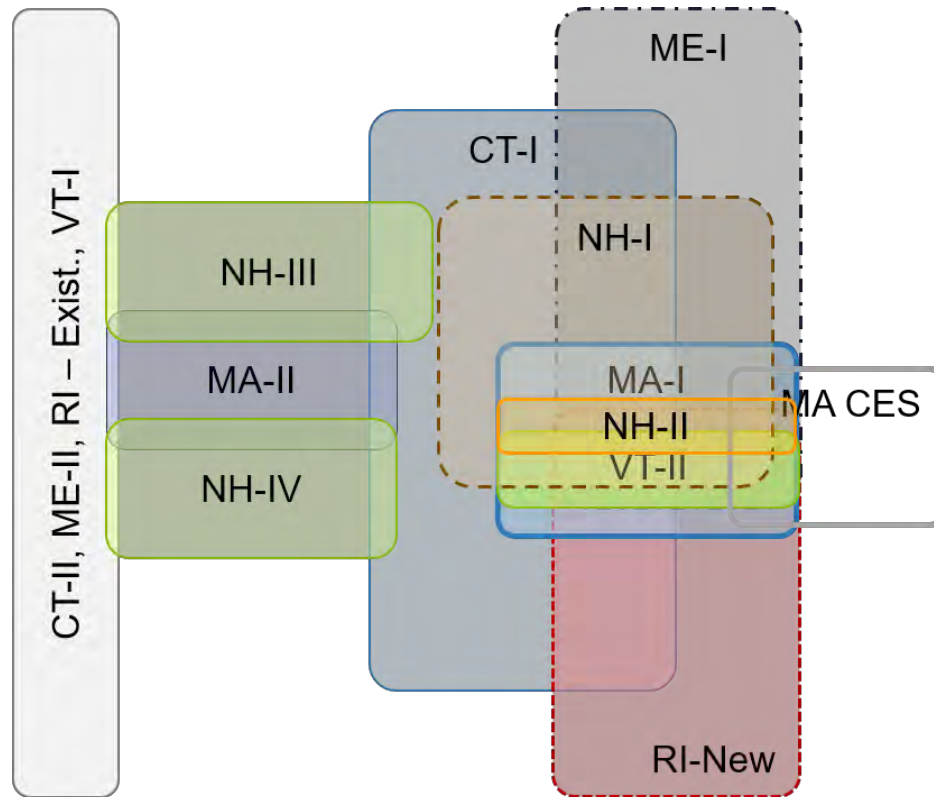 CT-II, ME-II, RI – Exist., VT-I
ME-I
CT-I
NH-I
NH-III
MA-II
MA-I
MA CES
NH-II
VT-II
NH-IV
RI-New